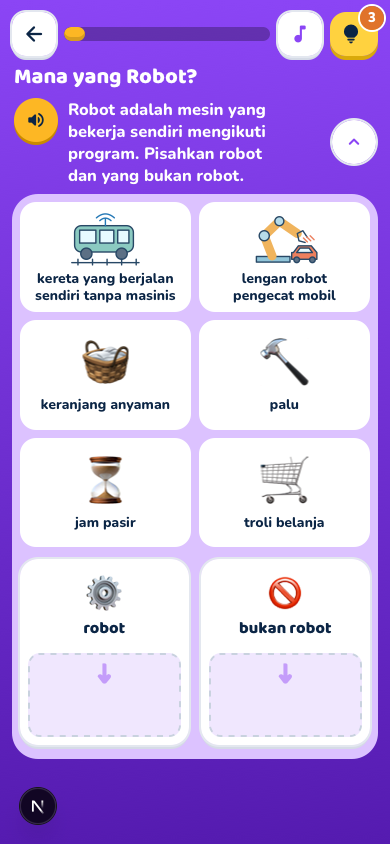 3
Mana yang Robot?
Robot adalah mesin yang
bekerja sendiri mengikuti
program. Pisahkan robot
dan yang bukan robot.
kereta yang berjalan
sendiri tanpa masinis
lengan robot
pengecat mobil
keranjang anyaman
palu
jam pasir
troli belanja
robot
bukan robot
N